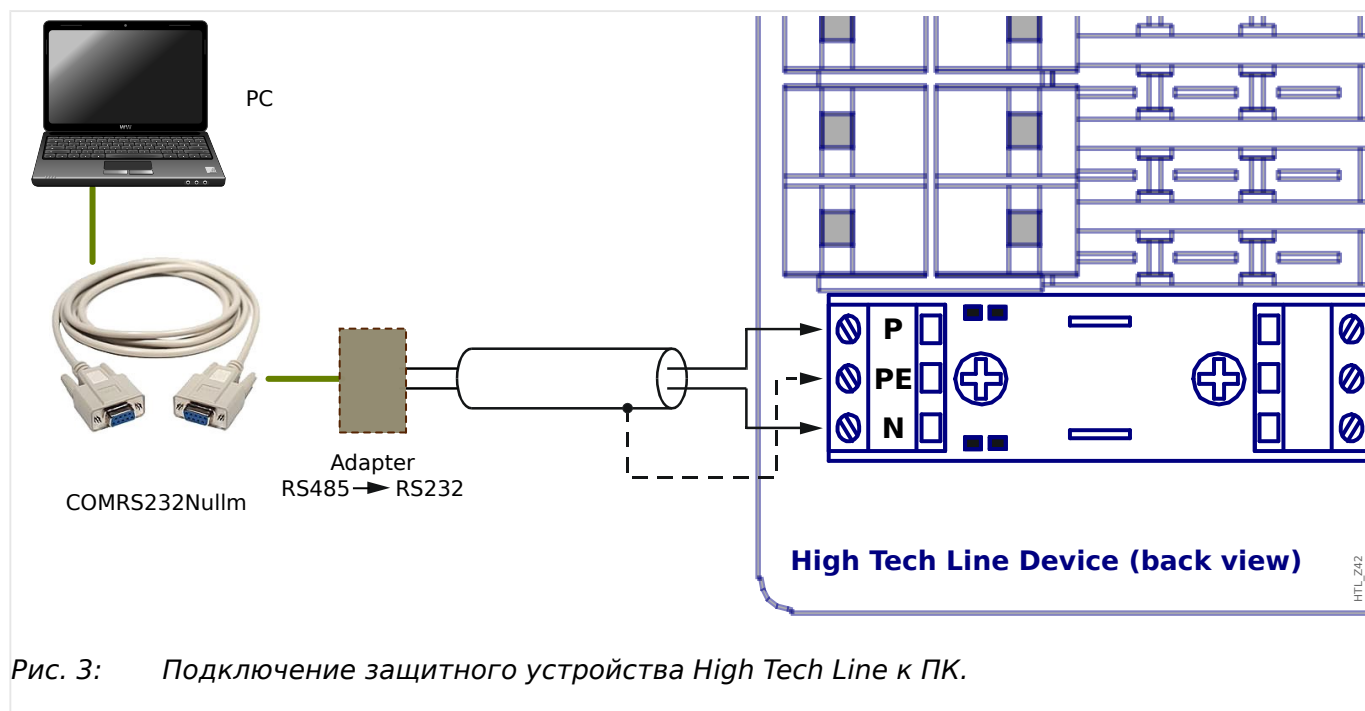 PC
P
PE
N
Adapter
RS485 → RS232
COMRS232Nullm
High Tech Line Device (back view)
HTL_Z42
Рис. 3: Подключение защитного устройства High Tech Line к ПК.